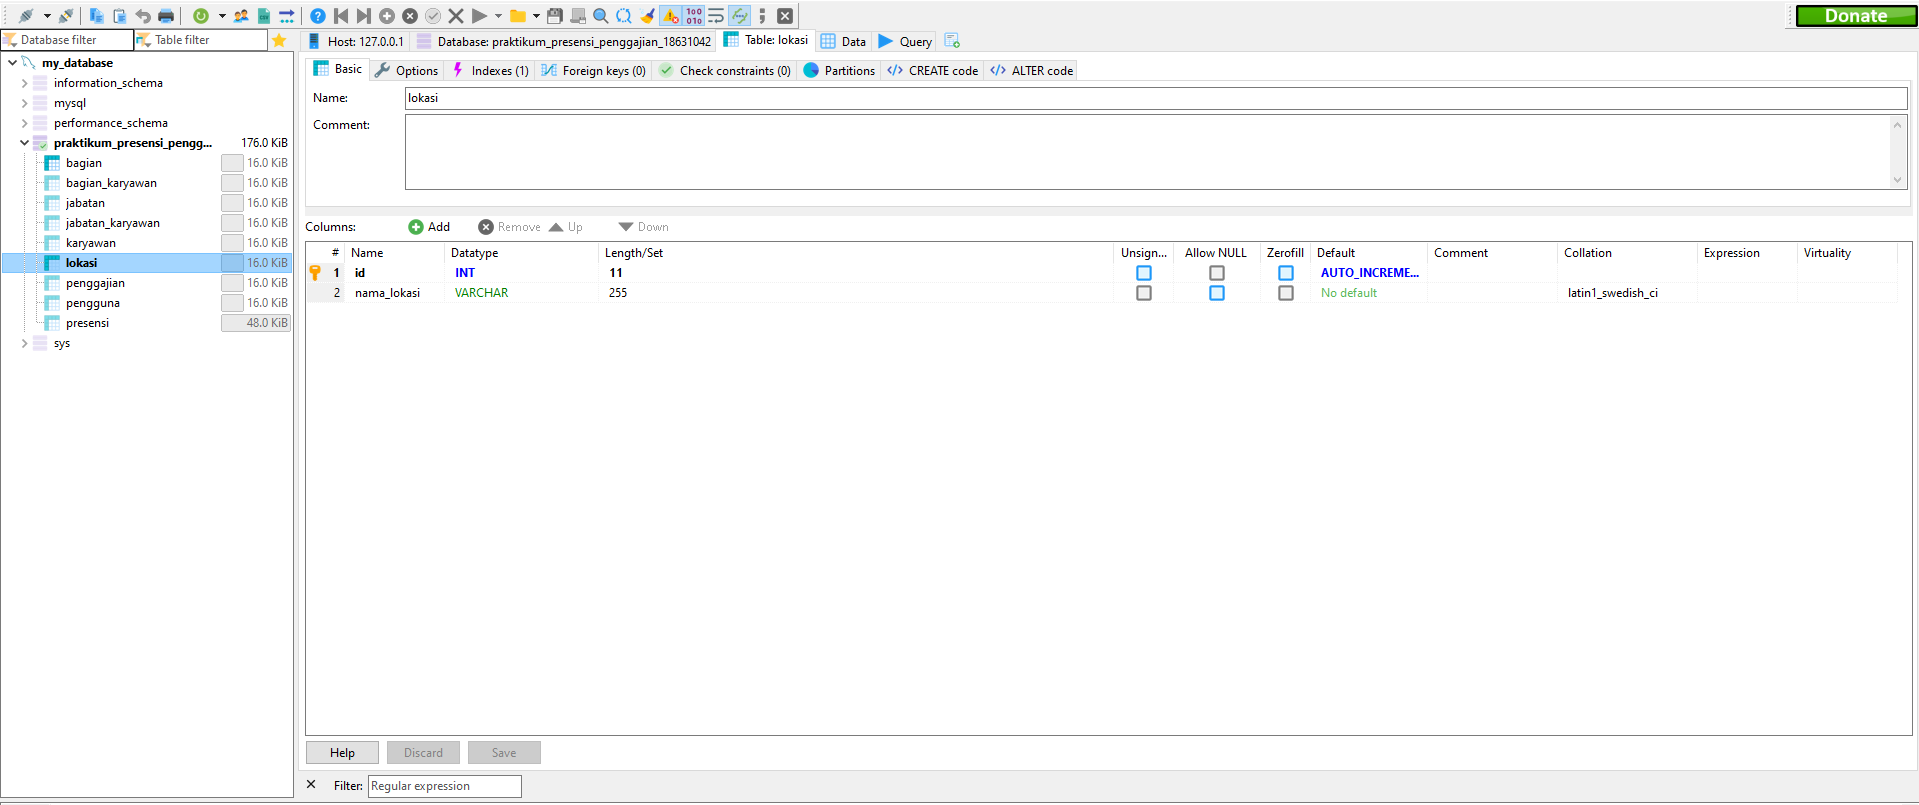 Donate
Database filter
Table filter
Host: 127.0.0.1
Database: praktikum_presensi_penggajian_18631042
Table: lokasi
Data
Query
my_database
information_schema
mysql
performance_schema
praktikum_presensi_pengg... 176.0 KiB
bagian 16.0 KiB
bagian_karyawan 16.0 KiB
jabatan 16.0 KiB
jabatan_karyawan 16.0 KiB
karyawan 16.0 KiB
lokasi 16.0 KiB
penggajian 16.0 KiB
pengguna 16.0 KiB
presensi 48.0 KiB
sys
Basic
Options
Indexes (1)
Foreign keys (0)
Check constraints (0)
Partitions
CREATE code
ALTER code
Name: lokasi
Comment:
Columns: Add Remove Up Down
# Name Datatype Length/Set Unsign... Allow NULL Zerofill Default Comment Collation Expression Virtuality
1 id INT 11 AUTO_INCREME...
2 nama_lokasi VARCHAR 255 No default latin1_swedish_ci
Help Discard Save
Filter: Regular expression